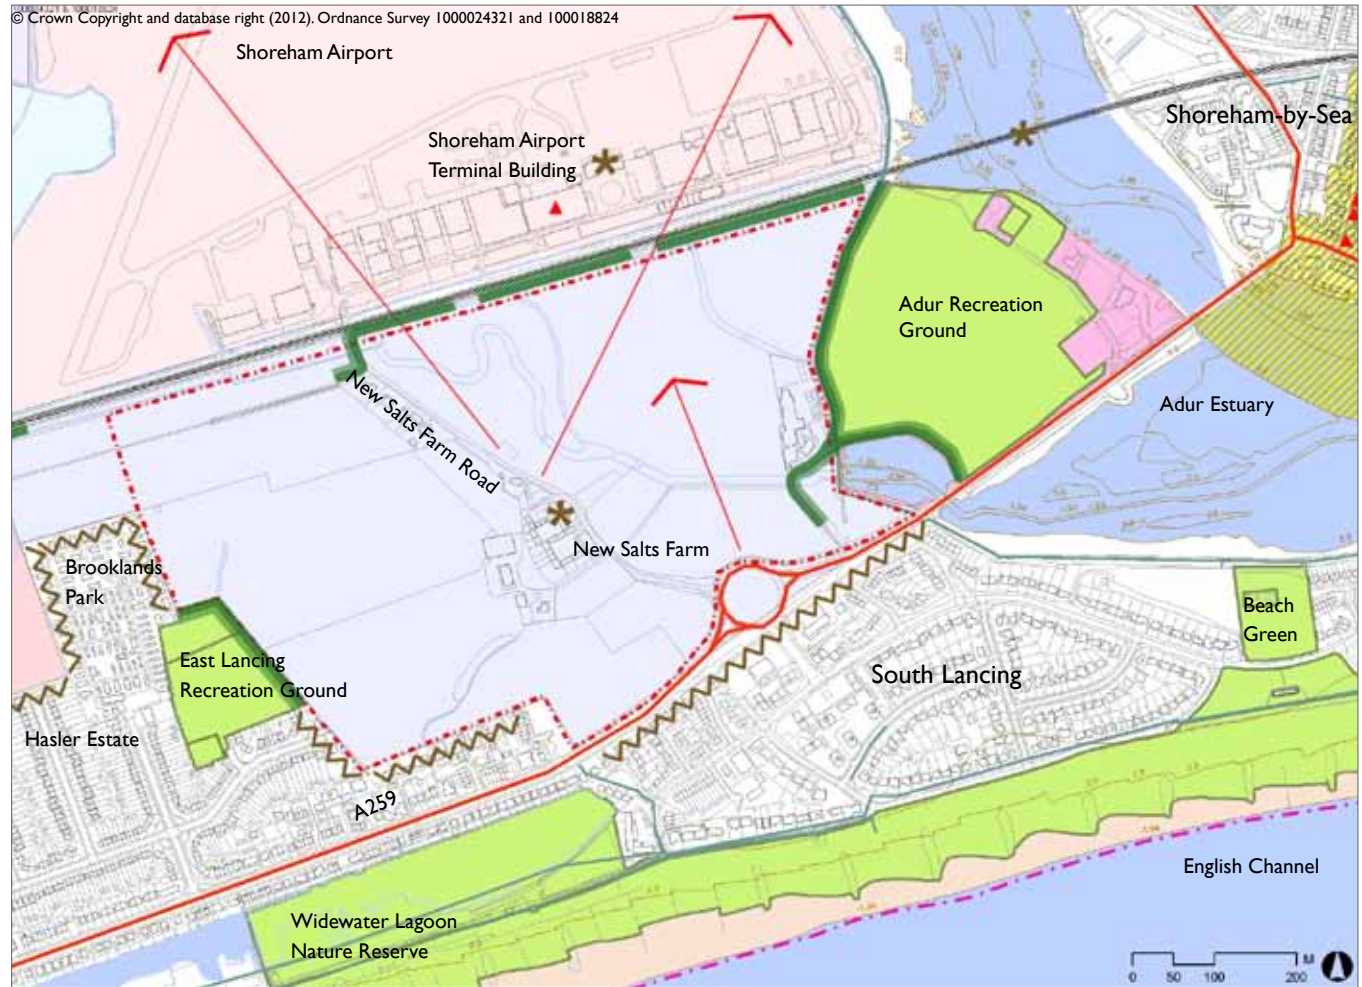 © Crown Copyright and database right (2012). Ordnance Survey 1000024321 and 100018824
Shoreham Airport
Shoreham-by-Sea
Shoreham Airport
Terminal Building
Adur Recreation
Ground
Adur Estuary
New Salts Farm Road
New Salts Farm
Brooklands
Park
Beach
Green
East Lancing
Recreation Ground
South Lancing
Hasler Estate
A259
English Channel
Widewater Lagoon
Nature Reserve
M
0 50 100 200